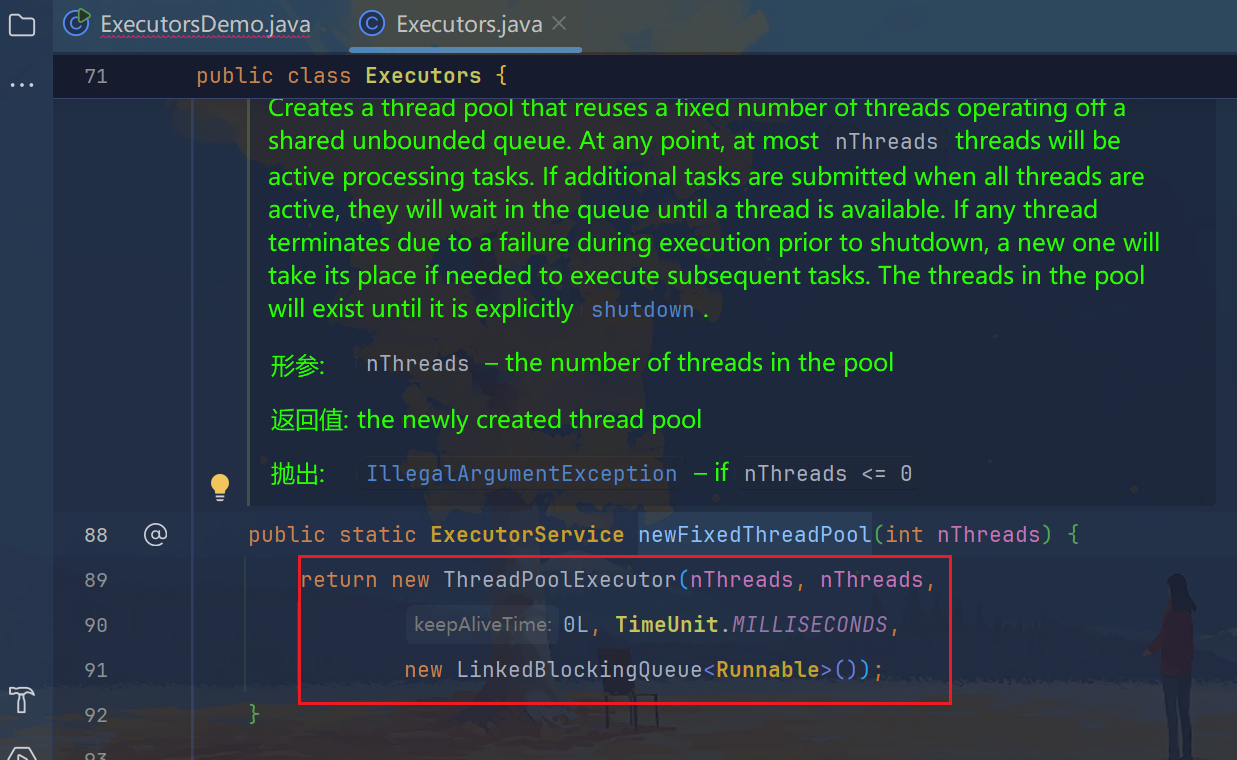 ExecutorsDemo.java Executors.java
71 public class Executors {
Creates a thread pool that reuses a fixed number of threads operating off a
shared unbounded queue. At any point, at most nThreads threads will be
active processing tasks. If additional tasks are submitted when all threads are
active, they will wait in the queue until a thread is available. If any thread
terminates due to a failure during execution prior to shutdown, a new one will
take its place if needed to execute subsequent tasks. The threads in the pool
will exist until it is explicitly shutdown .
形参: nThreads – the number of threads in the pool
返回值: the newly created thread pool
抛出: IllegalArgumentException – if nThreads <= 0
88 @ public static ExecutorService newFixedThreadPool(int nThreads) {
89 return new ThreadPoolExecutor(nThreads, nThreads,
90 keepAliveTime: 0L, TimeUnit.MILLISECONDS,
91 new LinkedBlockingQueue<Runnable>());
92 }
93